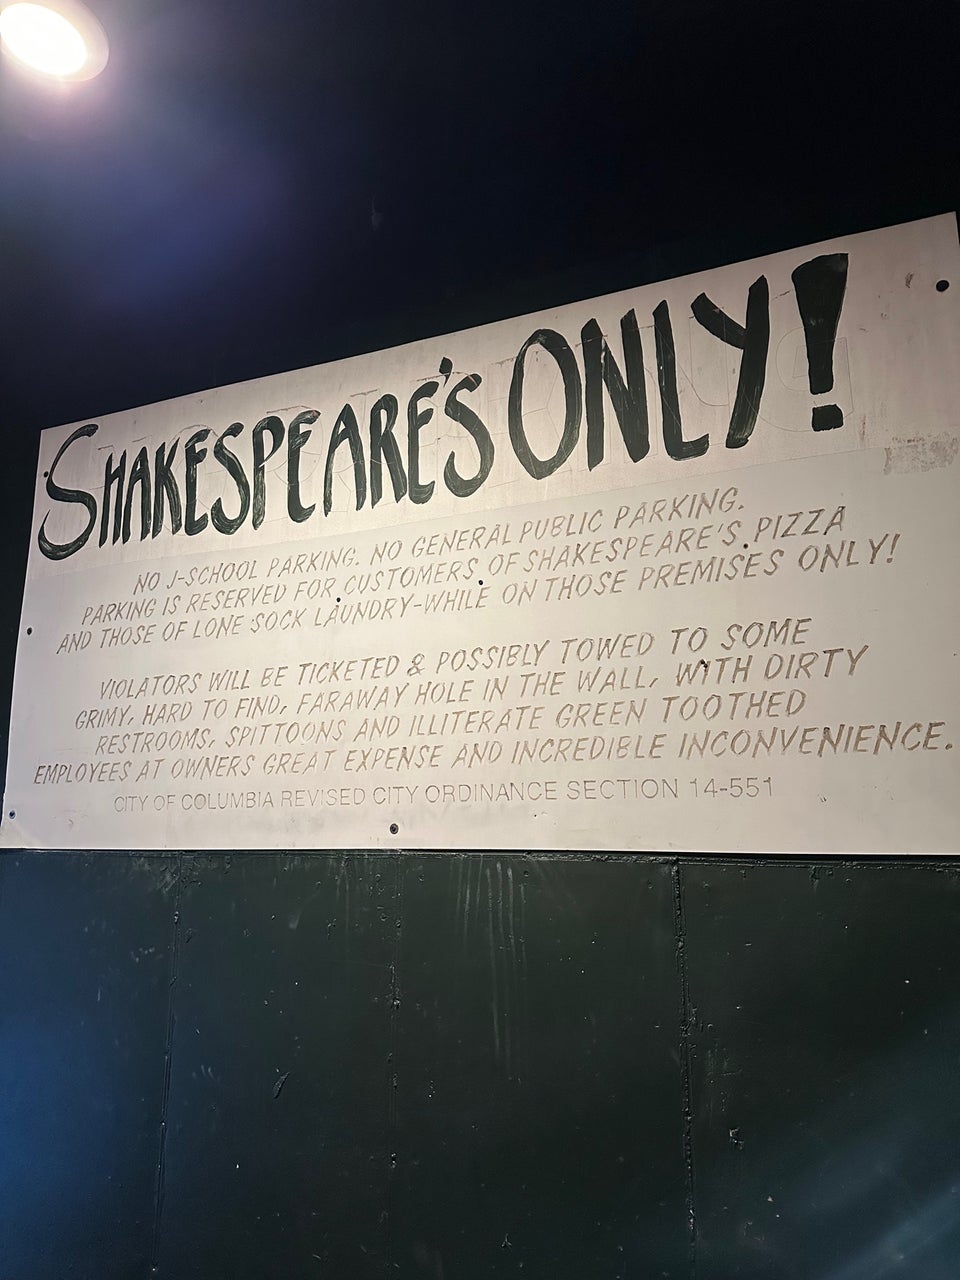 SHAKESPEARE'S ONLY!
NO J-SCHOOL PARKING. NO GENERAL PUBLIC PARKING.
PARKING IS RESERVED FOR CUSTOMERS OF SHAKESPEARE'S PIZZA
AND THOSE OF LONE SOCK LAUNDRY-WHILE ON THOSE PREMISES ONLY!
VIOLATORS WILL BE TICKETED & POSSIBLY TOWED TO SOME
GRIMY, HARD TO FIND, FARAWAY HOLE IN THE WALL, WITH DIRTY
RESTROOMS, SPITTOONS AND ILLITERATE GREEN TOOTHED
EMPLOYEES AT OWNERS GREAT EXPENSE AND INCREDIBLE INCONVENIENCE.
CITY OF COLUMBIA REVISED CITY ORDINANCE SECTION 14-551